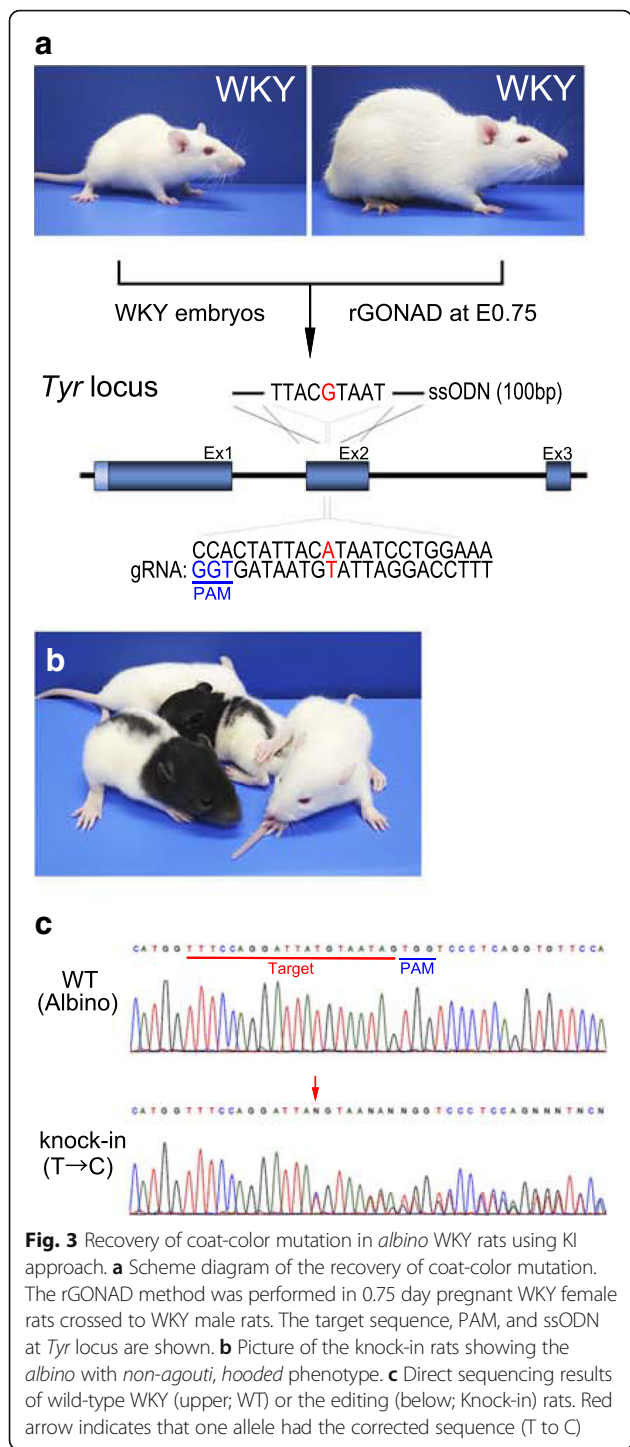 a
WKY
WKY
WKY embryos
rGONAD at E0.75
Tyr locus
TTACGTAAT
ssODN (100bp)
Ex1
Ex2
Ex3
CCACTATTACATAATCCTGGAAA
gRNA: GGTGATAATGTATTAGGACCTTT
PAM
b
c
CATGGTTTCCAGGATTATGTAATAGTGGTCCCTCAGGTGTTCCA
Target
PAM
WT
(Albino)
CATGGTTTCCAGGATTANGTAANANNGGTCCCTCCAGNNNTNCN
knock-in
(T→C)
Fig. 3 Recovery of coat-color mutation in albino WKY rats using KI
approach. a Scheme diagram of the recovery of coat-color mutation.
The rGONAD method was performed in 0.75 day pregnant WKY female
rats crossed to WKY male rats. The target sequence, PAM, and ssODN
at Tyr locus are shown. b Picture of the knock-in rats showing the
albino with non-agouti, hooded phenotype. c Direct sequencing results
of wild-type WKY (upper; WT) or the editing (below; Knock-in) rats. Red
arrow indicates that one allele had the corrected sequence (T to C)